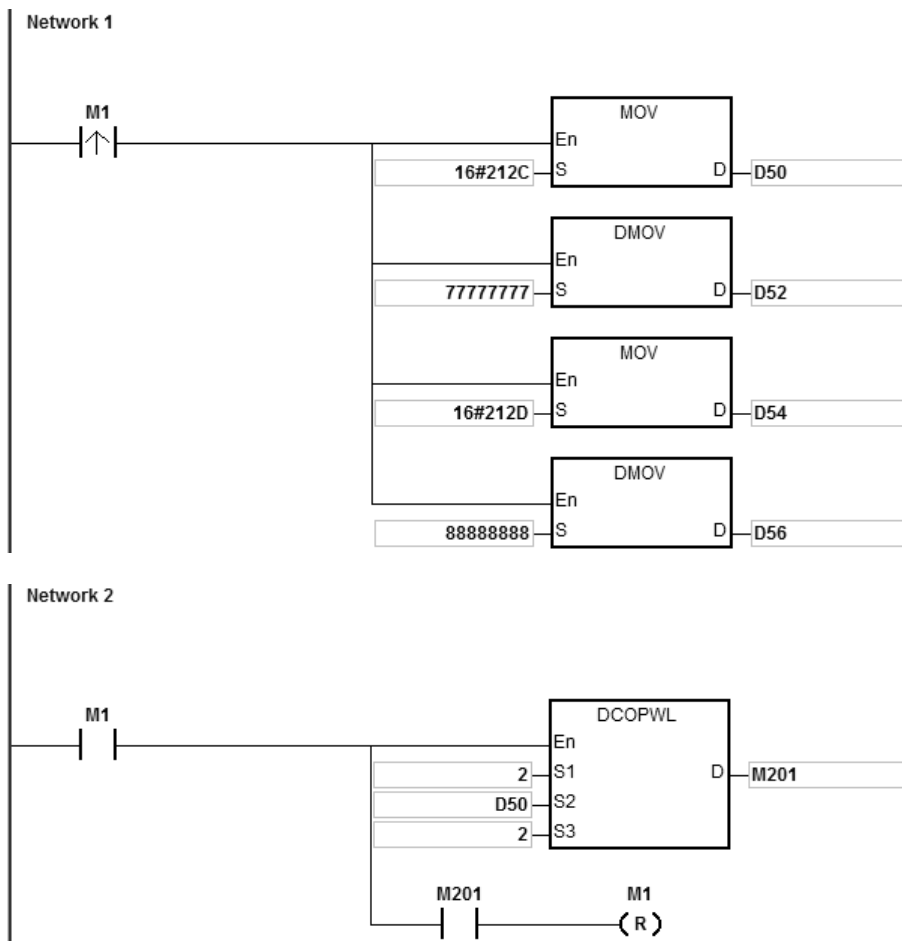 Network 1
M1
MOV
En
16#212C S D D50
DMOV
En
77777777 S D D52
MOV
En
16#212D S D D54
DMOV
En
88888888 S D D56
Network 2
M1
DCOPWL
En
2 S1 D M201
D50 S2
2 S3
M201 M1
( R )